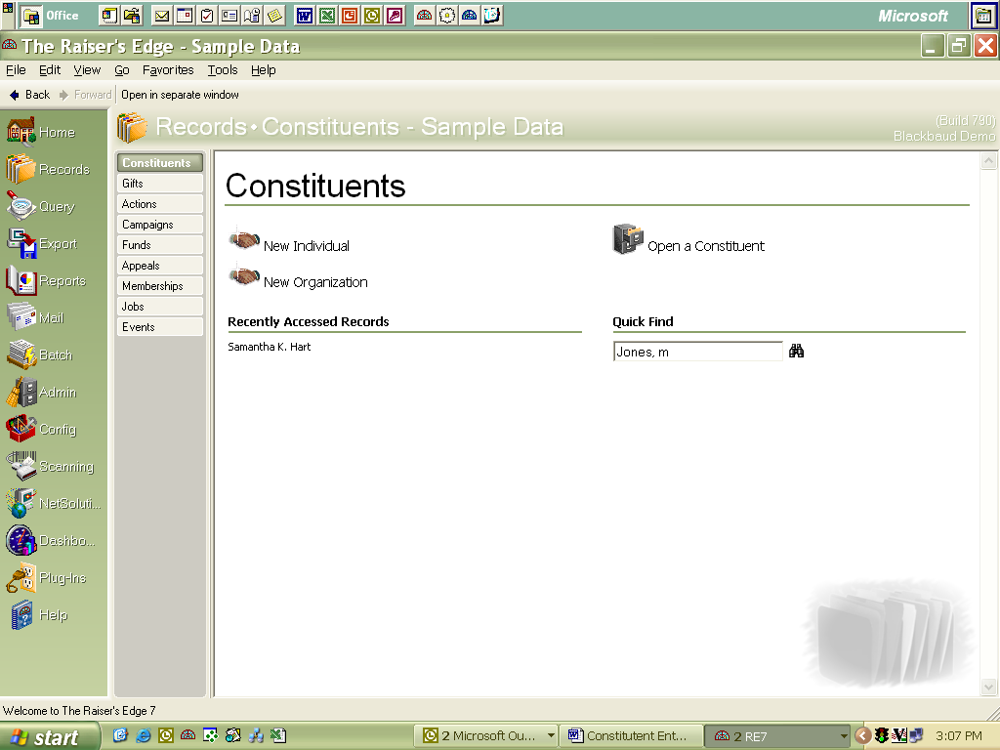 Office
Microsoft
The Raiser's Edge - Sample Data
File Edit View Go Favorites Tools Help
Back Forward Open in separate window
Records • Constituents - Sample Data
(Build 790)
Blackbaud Demo
Home
Records
Query
Export
Reports
Mail
Batch
Admin
Config
Scanning
NetSoluti...
Dashbo...
Plug-Ins
Help
Constituents
Gifts
Actions
Campaigns
Funds
Appeals
Memberships
Jobs
Events
Constituents
New Individual
Open a Constituent
New Organization
Recently Accessed Records
Quick Find
Samantha K. Hart
Jones, m
Welcome to The Raiser's Edge 7
start
2 Microsoft Ou...
Constitutent Ent...
2 RE7
3:07 PM